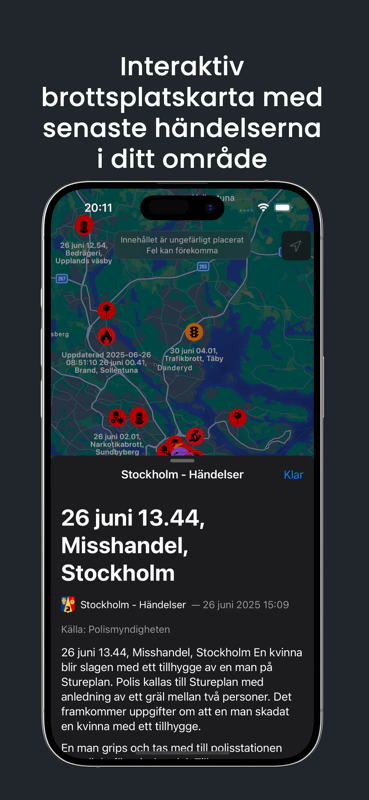 Interaktiv
brottsplatskarta med
senaste händelserna
i ditt område
20:11
tuna
26 juni 12.54,
Bedrägeri,
Upplands väsby
Innehållet är ungefärligt placerat
Fel kan förekomma
267
265
sberg
Uppdaterad 2025-06-26
08:51:10 26 juni 00.41,
Brand, Sollentuna
30 juni 04.01,
Trafikbrott, Täby
Danderyd
26 juni 02.01,
Narkotikabrott,
Sundbyberg
Stockholm - Händelser
Klar
26 juni 13.44,
Misshandel,
Stockholm
Stockholm - Händelser — 26 juni 2025 15:09
Källa: Polismyndigheten
26 juni 13.44, Misshandel, Stockholm En kvinna
blir slagen med ett tillhygge av en man på
Stureplan. Polis kallas till Stureplan med
anledning av ett gräl mellan två personer. Det
framkommer uppgifter om att en man skadat
en kvinna med ett tillhygge.
En man grips och tas med till polisstationen